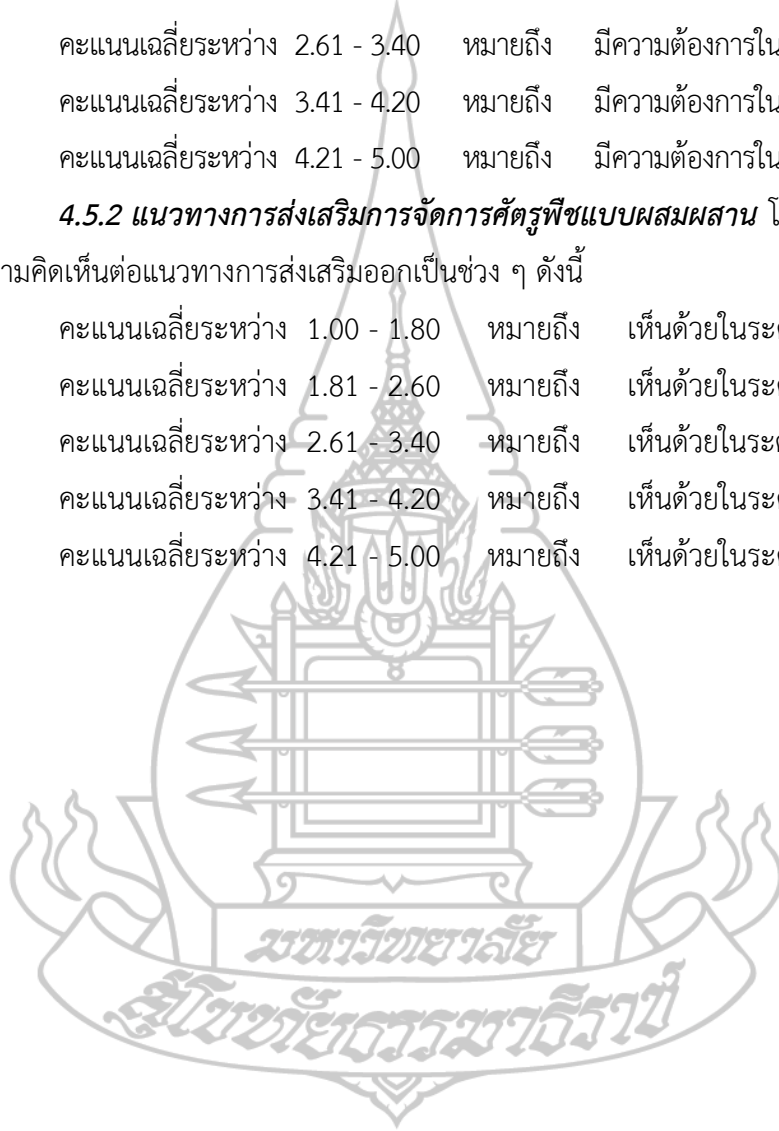 คะแนนเฉลี่ยระหว่าง 2.61 - 3.40 หมายถึง มีความต้องการใน
คะแนนเฉลี่ยระหว่าง 3.41 - 4.20 หมายถึง มีความต้องการใน
คะแนนเฉลี่ยระหว่าง 4.21 - 5.00 หมายถึง มีความต้องการใน
4.5.2 แนวทางการส่งเสริมการจัดการศัตรูพืชแบบผสมผสาน โ
ามคิดเห็นต่อแนวทางการส่งเสริมออกเป็นช่วง ๆ ดังนี้
คะแนนเฉลี่ยระหว่าง 1.00 - 1.80 หมายถึง เห็นด้วยในระ
คะแนนเฉลี่ยระหว่าง 1.81 - 2.60 หมายถึง เห็นด้วยในระ
คะแนนเฉลี่ยระหว่าง 2.61 - 3.40 หมายถึง เห็นด้วยในระ
คะแนนเฉลี่ยระหว่าง 3.41 - 4.20 หมายถึง เห็นด้วยในระ
คะแนนเฉลี่ยระหว่าง 4.21 - 5.00 หมายถึง เห็นด้วยในระ
มหาวิทยาลัย
สุโขทัยธรรมาธิราช